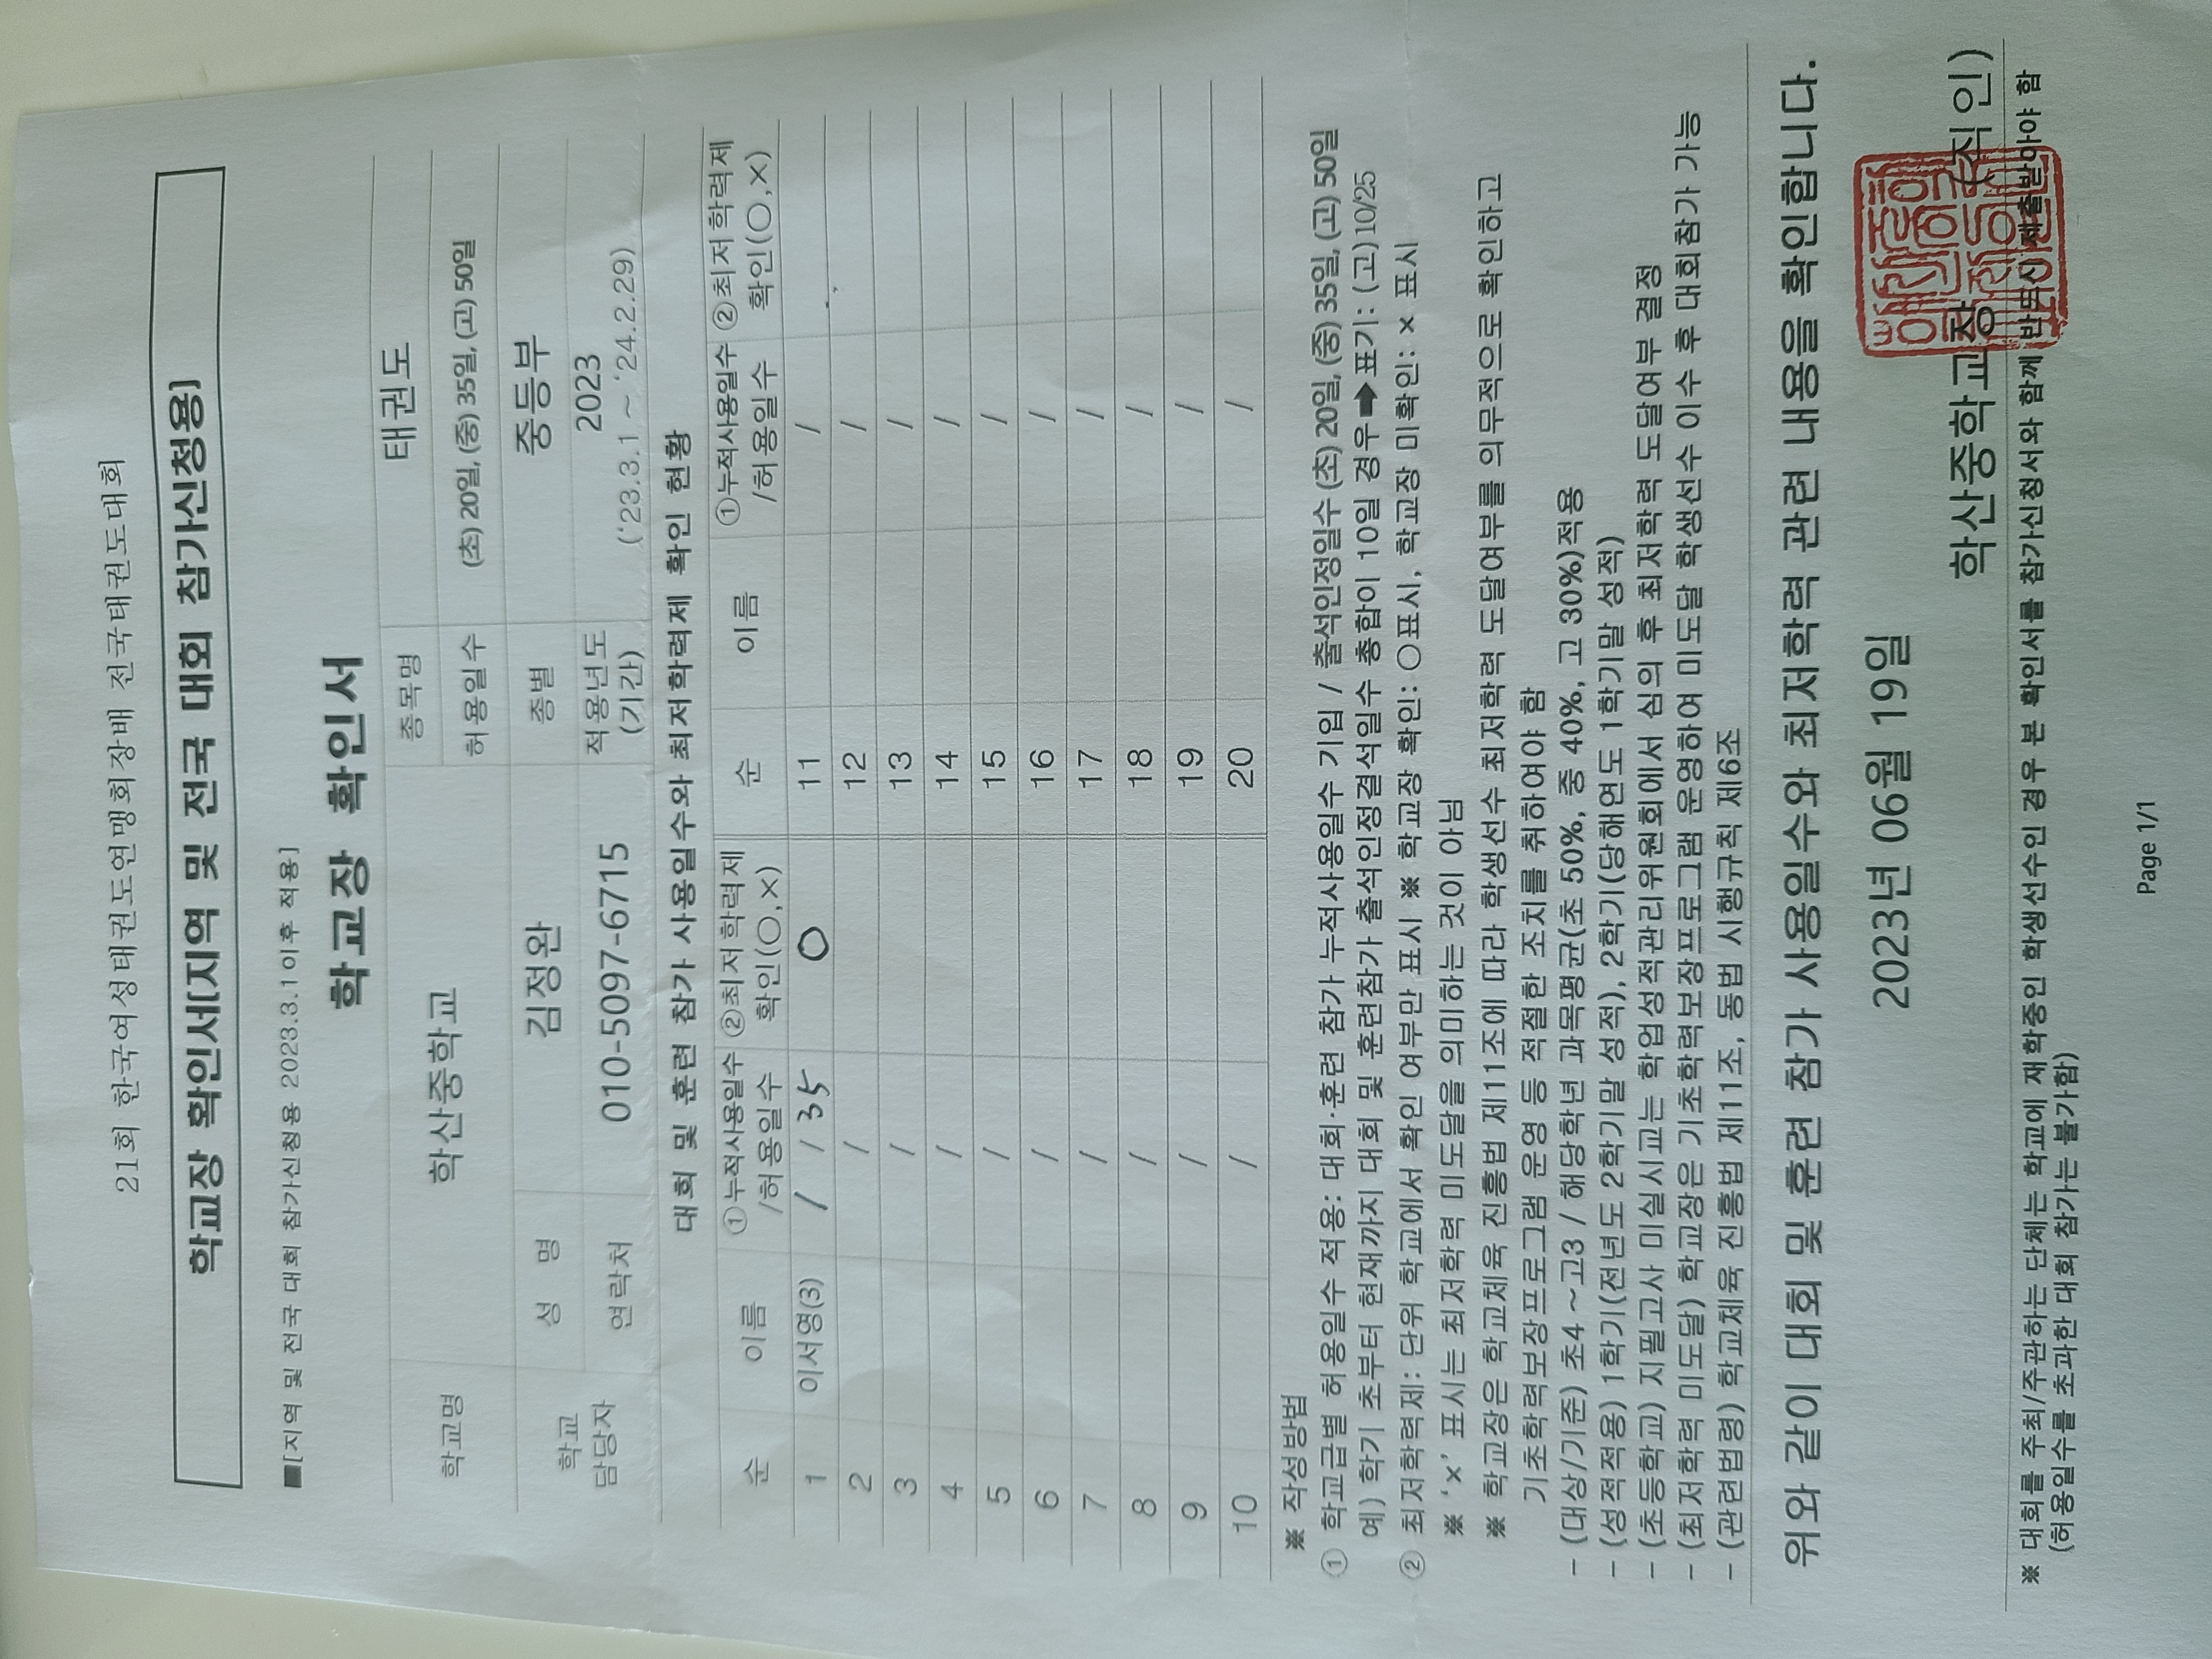 21회 한국여성태권도연맹회장배 전국태권도대회
학교장 확인서[지역 및 전국 대회 참가신청용]
■[지역 및 전국 대회 참가신청용 2023.3.1이후 적용]
학교장 확인서
학교명 학산중학교 종목명 태권도
허용일수 (초) 20일, (중) 35일, (고) 50일
학교 담당자 성 명 김정완 종별 중등부
연락처 010-5097-6715 적용년도 (기간) 2023 ('23.3.1 ~ '24.2.29)
대회 및 훈련 참가 사용일수와 최저학력제 확인 현황
순 이름 ①누적사용일수 /허용일수 ②최저학력제 확인(○,×) 순 이름 ①누적사용일수 /허용일수 ②최저학력제 확인(○,×)
1 이서영(3) 1 / 35 O 11 /
2 / 12 /
3 / 13 /
4 / 14 /
5 / 15 /
6 / 16 /
7 / 17 /
8 / 18 /
9 / 19 /
10 / 20 /
※ 작성방법
① 학교급별 허용일수 적용: 대회·훈련 참가 누적사용일수 기입 / 출석인정일수 (초) 20일, (중) 35일, (고) 50일
예) 학기 초부터 현재까지 대회 및 훈련참가 출석인정결석일수 총합이 10일 경우 ➡ 표기: (고) 10/25
② 최저학력제: 단위 학교에서 확인 여부만 표시 ※ 학교장 확인: ○표시, 학교장 미확인: × 표시
※ 'x' 표시는 최저학력 미도달을 의미하는 것이 아님
※ 학교장은 학교체육 진흥법 제11조에 따라 학생선수 최저학력 도달여부를 의무적으로 확인하고
기초학력보장프로그램 운영 등 적절한 조치를 취하여야 함
- (대상/기준) 초4 ~고3 / 해당학년 과목평균(초 50%, 중 40%, 고 30%)적용
- (성적적용) 1학기(전년도 2학기말 성적), 2학기(당해연도 1학기말 성적)
- (초등학교) 지필고사 미실시교는 학업성적관리위원회에서 심의 후 최저학력 도달여부 결정
- (최저학력 미도달) 학교장은 기초학력보장프로그램 운영하여 미도달 학생선수 이수 후 대회참가 가능
- (관련법령) 학교체육 진흥법 제11조, 동법 시행규칙 제6조
위와 같이 대회 및 훈련 참가 사용일수와 최저학력 관련 내용을 확인합니다.
2023년 06월 19일
학산중학교장 (직인)
※ 대회를 주최/주관하는 단체는 학교에 재학중인 학생선수인 경우 본 확인서를 참가신청서와 함께 반드시 제출받아야 함
(허용일수를 초과한 대회 참가는 불가함)
Page 1/1